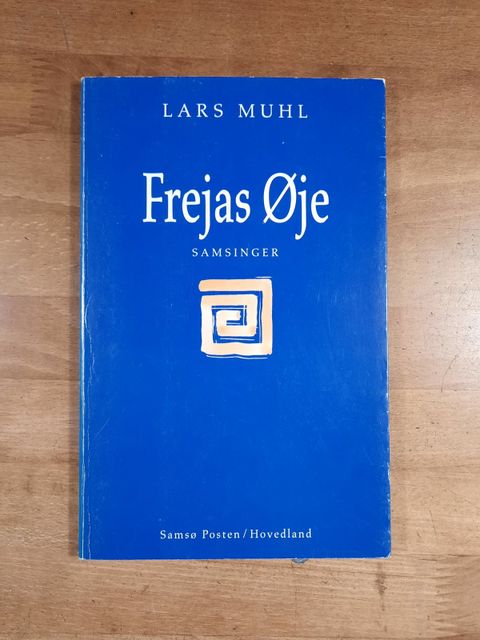 LARS MUHL
Frejas Øje
SAMSINGER
Samsø Posten/Hovedland